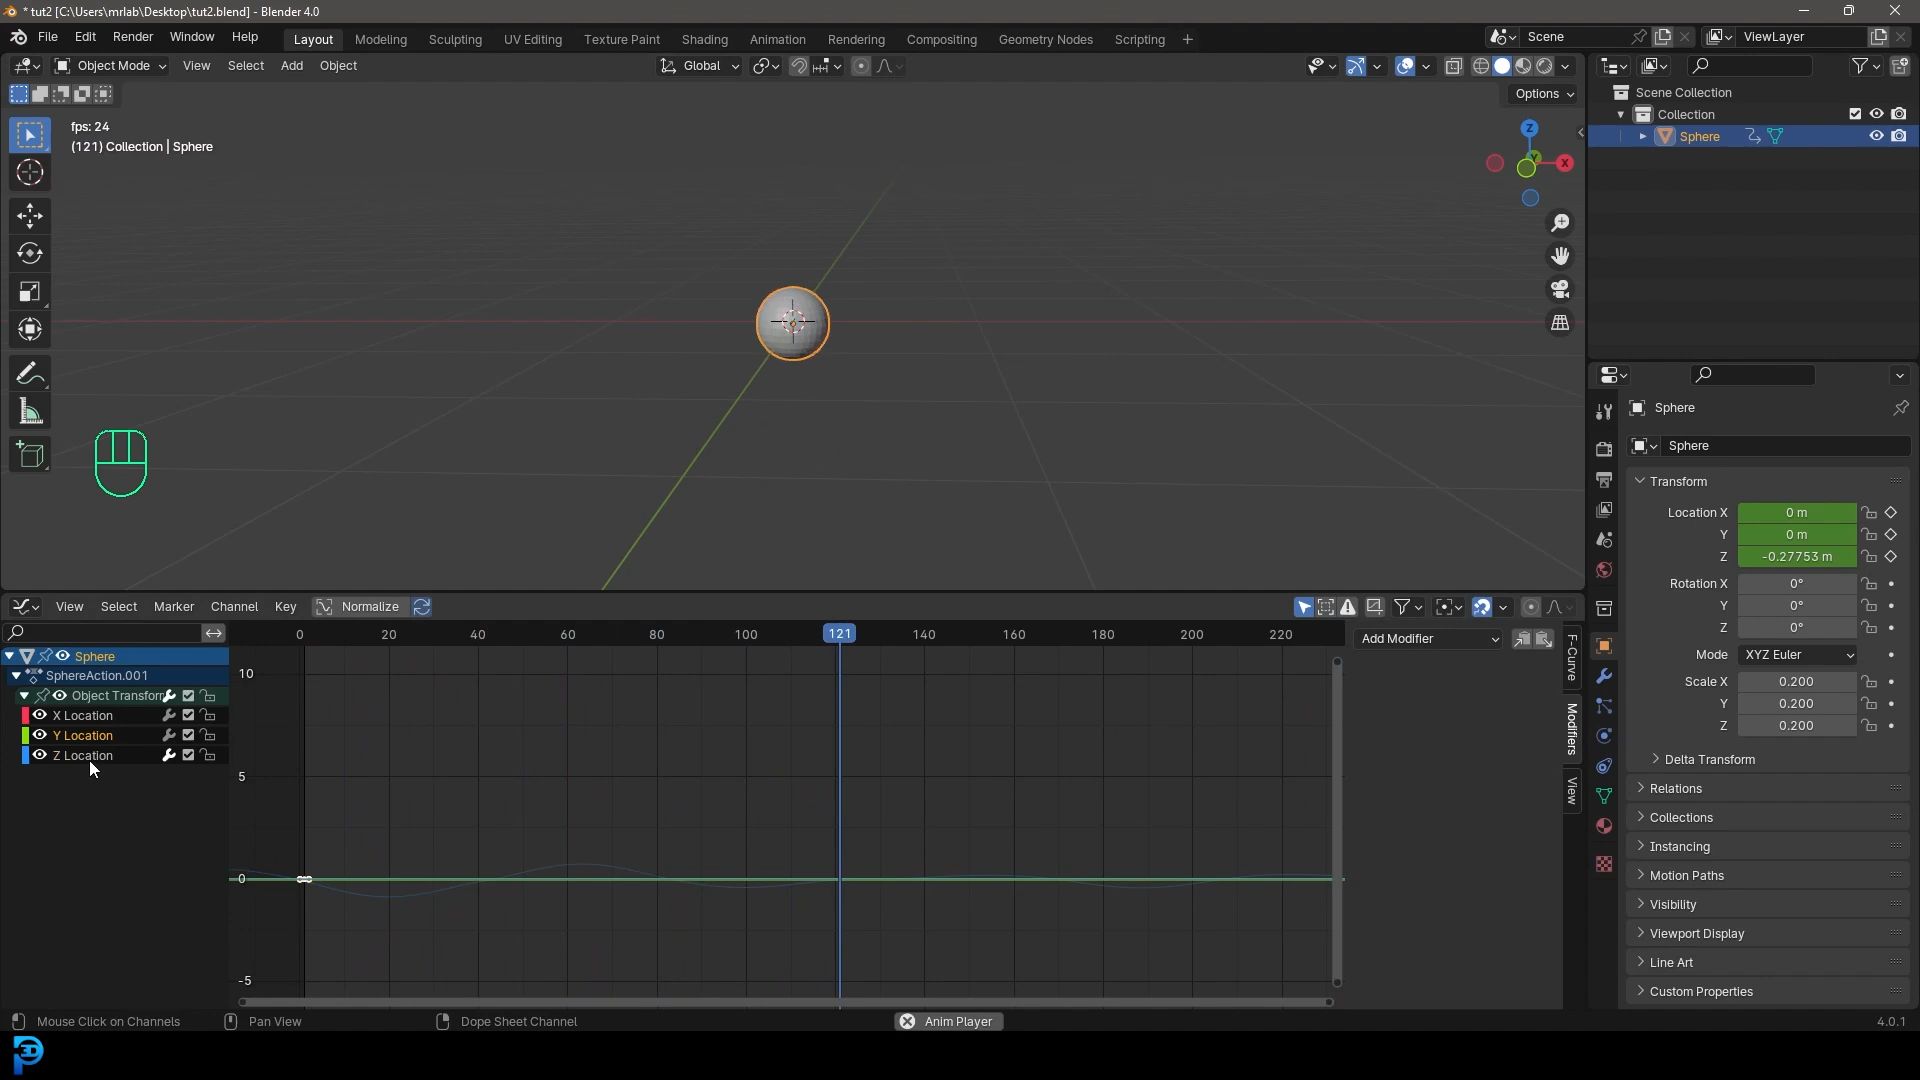 * tut2 [C:\Users\mrlab\Desktop\tut2.blend] - Blender 4.0
File Edit Render Window Help Layout Modeling Sculpting UV Editing Texture Paint Shading Animation Rendering Compositing Geometry Nodes Scripting + Scene ViewLayer
Object Mode View Select Add Object Global
Options
fps: 24
(121) Collection | Sphere
Z
Y
X
Scene Collection
Collection
Sphere
Sphere
Sphere
Transform
Location X 0 m
Y 0 m
Z -0.27753 m
Rotation X 0°
Y 0°
Z 0°
Mode XYZ Euler
Scale X 0.200
Y 0.200
Z 0.200
Delta Transform
Relations
Collections
Instancing
Motion Paths
Visibility
Viewport Display
Line Art
Custom Properties
View Select Marker Channel Key Normalize
0 20 40 60 80 100 121 140 160 180 200 220
Add Modifier
F-Curve
Modifiers
View
Sphere
SphereAction.001
Object Transforr
X Location
Y Location
Z Location
10
5
0
-5
Mouse Click on Channels Pan View Dope Sheet Channel Anim Player 4.0.1
3D